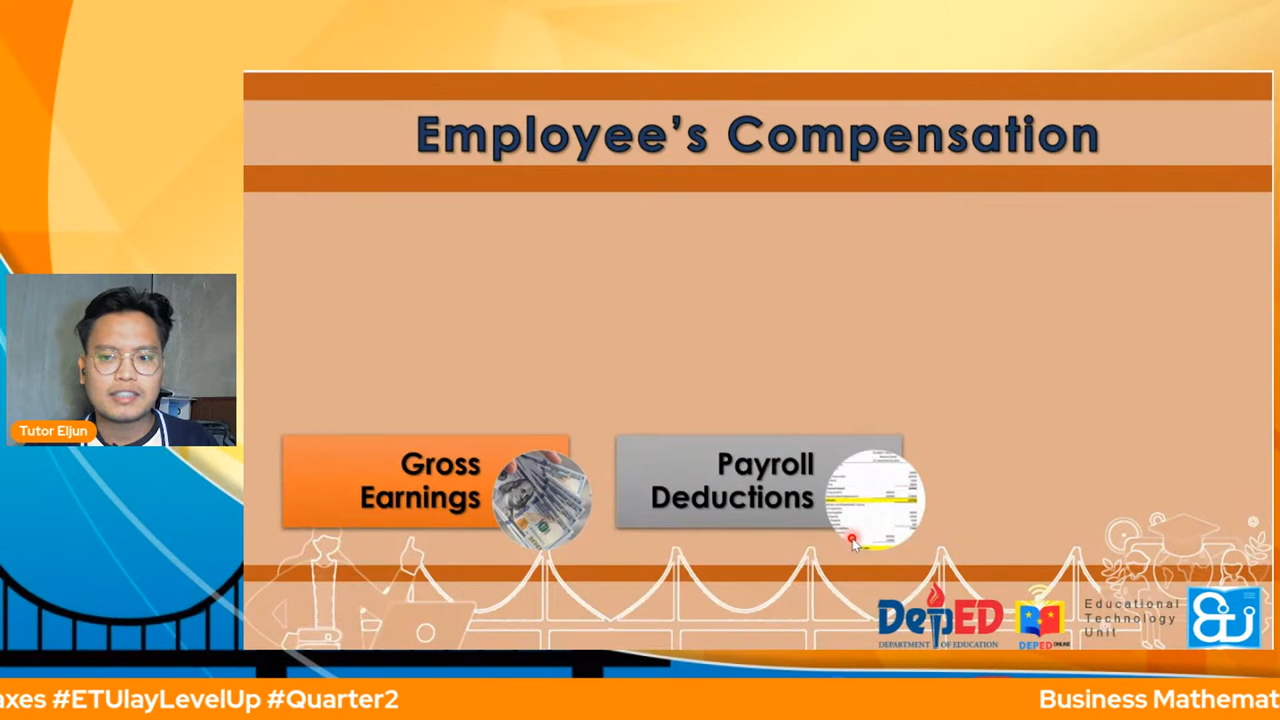 Employee's Compensation
Tutor Eljun
Gross
Earnings
Payroll
Deductions
DepED
DEPARTMENT OF EDUCATION
DEPED ONLINE
Educational
Technology
Unit
axes #ETUlayLevelUp #Quarter2
Business Mathemat